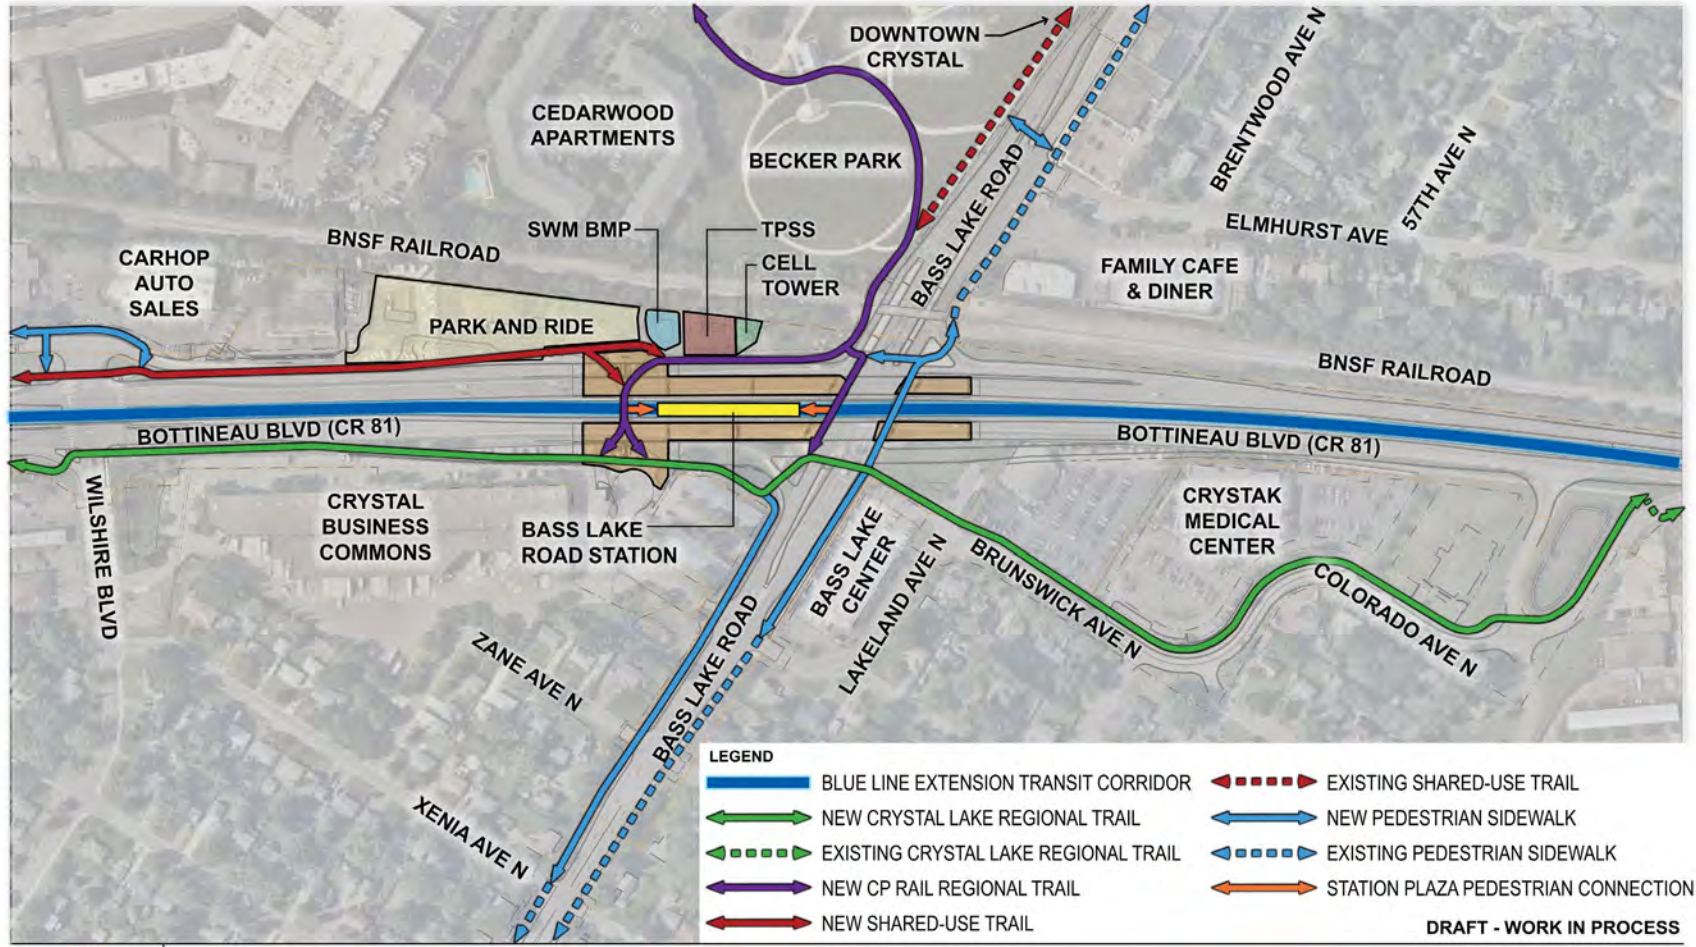 DOWNTOWN
CRYSTAL
BRENTWOOD AVE N
CEDARWOOD
APARTMENTS
BECKER PARK
BASS LAKE ROAD
57TH AVE N
ELMHURST AVE
SWM BMP
TPSS
BNSF RAILROAD
CARHOP
AUTO
SALES
CELL
TOWER
FAMILY CAFE
& DINER
PARK AND RIDE
BNSF RAILROAD
BOTTINEAU BLVD (CR 81)
BOTTINEAU BLVD (CR 81)
WILSHIRE BLVD
CRYSTAL
BUSINESS
COMMONS
BASS LAKE
ROAD STATION
BASS LAKE
CENTER
LAKELAND AVE N
CRYSTAK
MEDICAL
CENTER
BRUNSWICK AVE N
COLORADO AVE N
ZANE AVE N
BASS LAKE ROAD
XENIA AVE N
LEGEND
BLUE LINE EXTENSION TRANSIT CORRIDOR
NEW CRYSTAL LAKE REGIONAL TRAIL
EXISTING CRYSTAL LAKE REGIONAL TRAIL
NEW CP RAIL REGIONAL TRAIL
NEW SHARED-USE TRAIL
EXISTING SHARED-USE TRAIL
NEW PEDESTRIAN SIDEWALK
EXISTING PEDESTRIAN SIDEWALK
STATION PLAZA PEDESTRIAN CONNECTION
DRAFT - WORK IN PROCESS